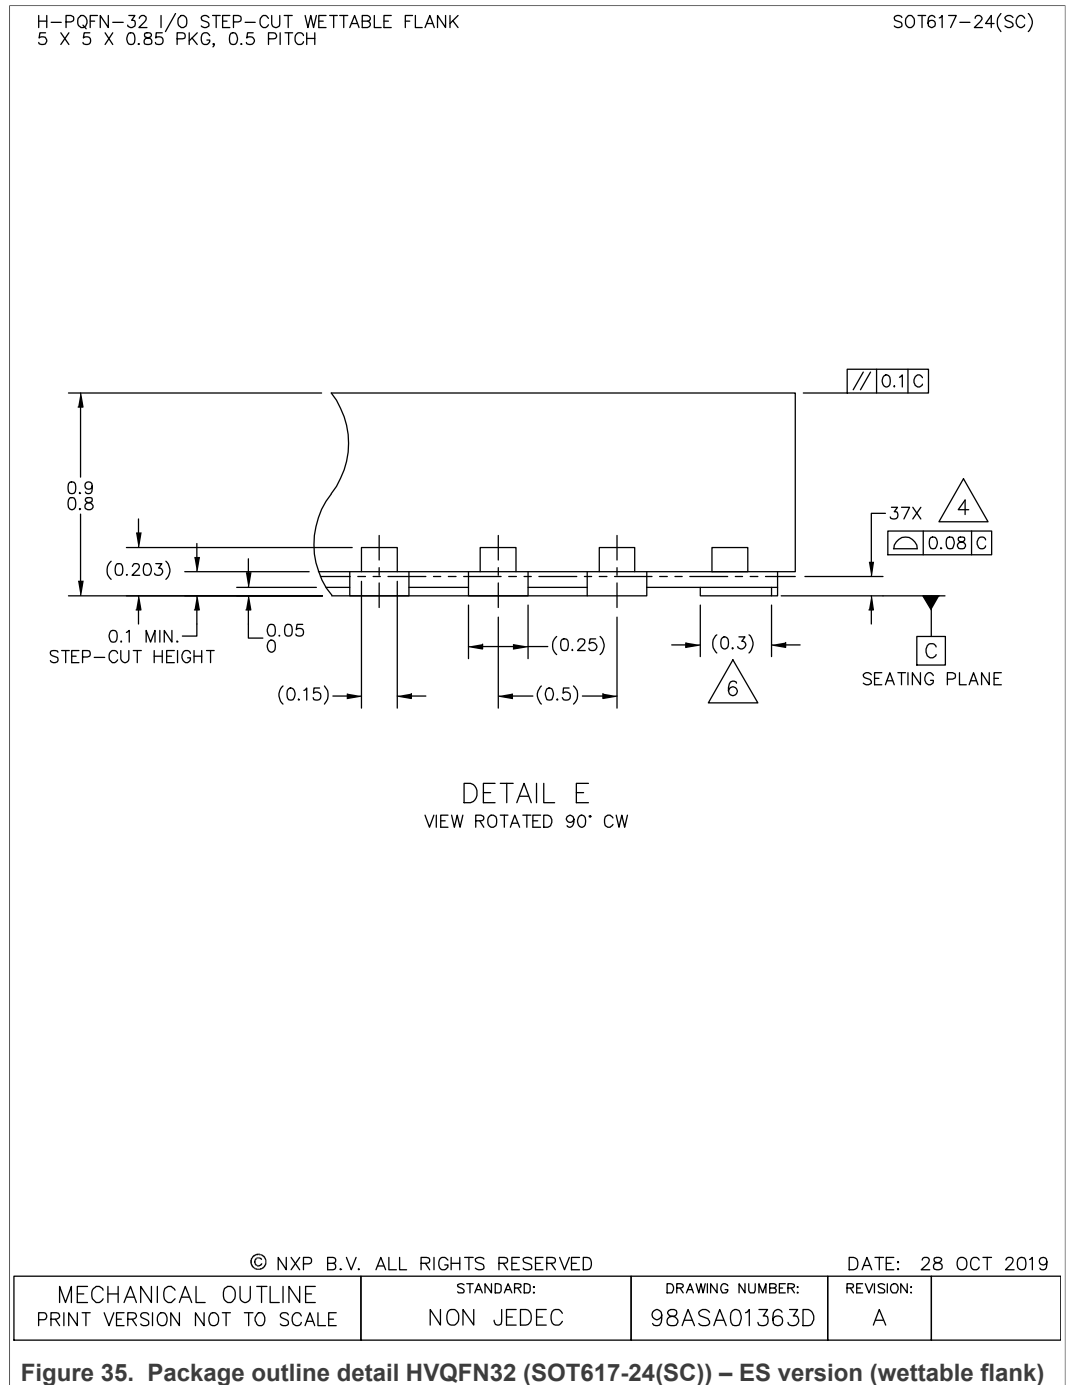 H-PQFN-32 I/O STEP-CUT WETTABLE FLANK
5 X 5 X 0.85 PKG, 0.5 PITCH
SOT617-24(SC)
// 0.1 C
0.9
0.8
37X
4
0.08 C
(0.203)
0.1 MIN.
STEP-CUT HEIGHT
0.05
0
(0.25)
(0.3)
6
C
SEATING PLANE
(0.15)
(0.5)
DETAIL E
VIEW ROTATED 90° CW
© NXP B.V. ALL RIGHTS RESERVED
DATE: 28 OCT 2019
MECHANICAL OUTLINE
PRINT VERSION NOT TO SCALE
STANDARD:
NON JEDEC
DRAWING NUMBER:
98ASA01363D
REVISION:
A
Figure 35. Package outline detail HVQFN32 (SOT617-24(SC)) – ES version (wettable flank)